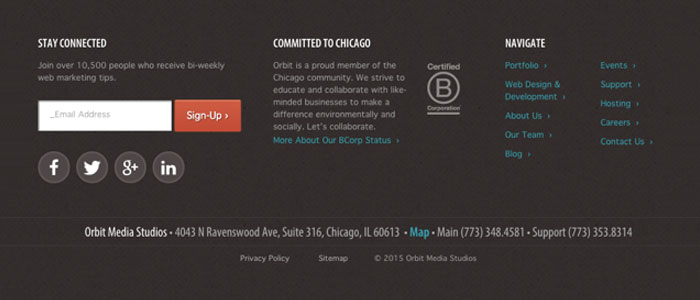 STAY CONNECTED
Join over 10,500 people who receive bi-weekly
web marketing tips.
_Email Address
Sign-Up ›
f
g+
in
COMMITTED TO CHICAGO
Orbit is a proud member of the
Chicago community. We strive to
educate and collaborate with like-
minded businesses to make a
difference environmentally and
socially. Let's collaborate.
More About Our BCorp Status ›
Certified
B
Corporation
NAVIGATE
Portfolio ›
Web Design &
Development ›
About Us ›
Our Team ›
Blog ›
Events ›
Support ›
Hosting ›
Careers ›
Contact Us ›
Orbit Media Studios • 4043 N Ravenswood Ave, Suite 316, Chicago, IL 60613 • Map • Main (773) 348.4581 • Support (773) 353.8314
Privacy Policy Sitemap © 2015 Orbit Media Studios